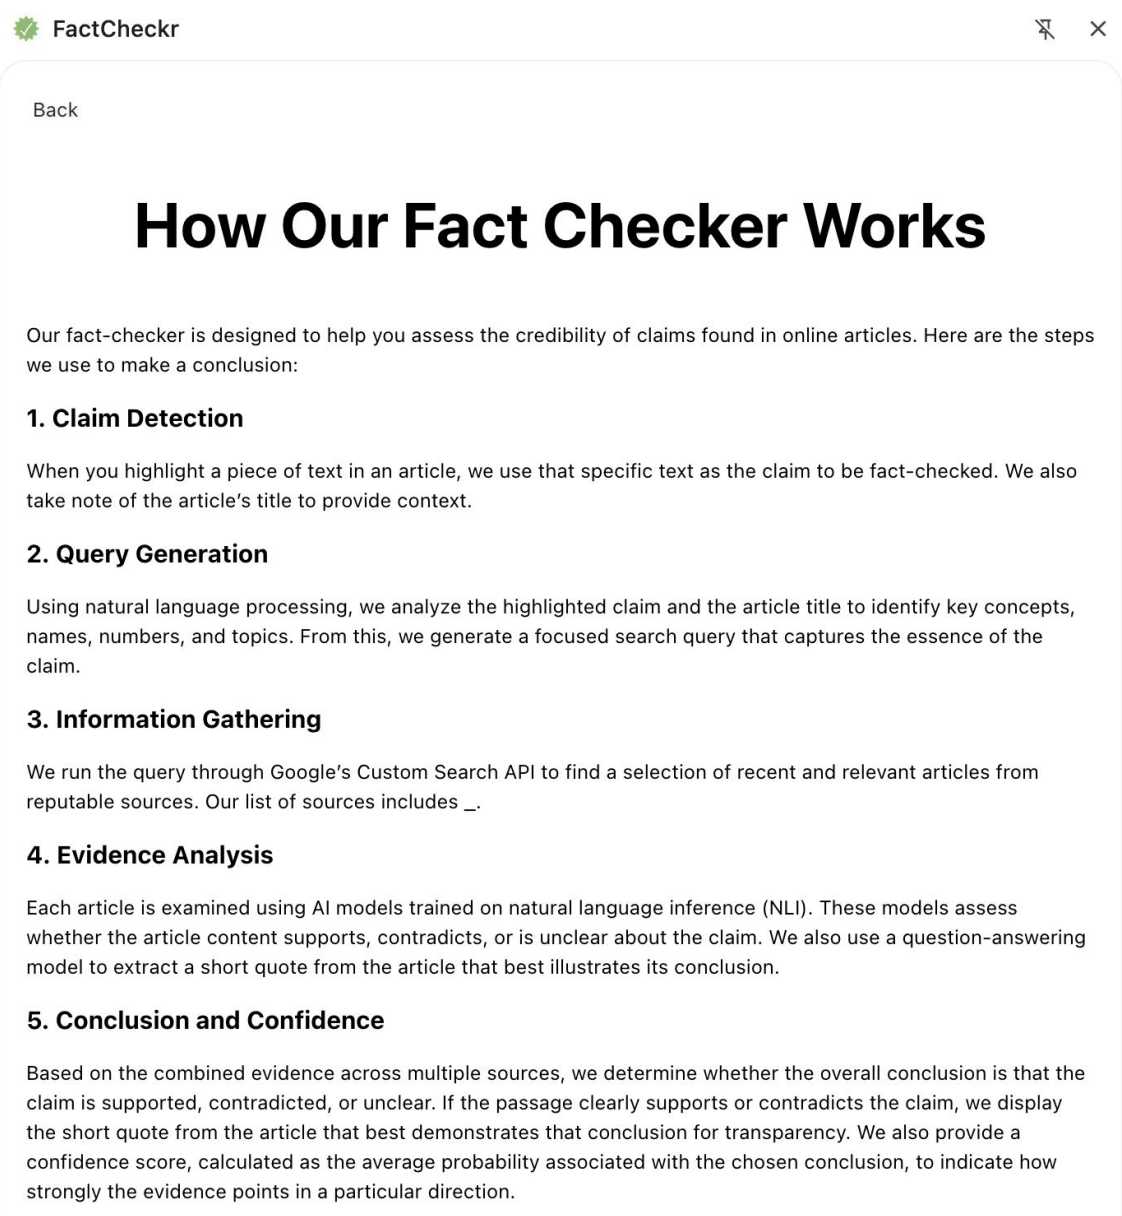 FactCheckr
Back
How Our Fact Checker Works
Our fact-checker is designed to help you assess the credibility of claims found in online articles. Here are the steps
we use to make a conclusion:
1. Claim Detection
When you highlight a piece of text in an article, we use that specific text as the claim to be fact-checked. We also
take note of the article’s title to provide context.
2. Query Generation
Using natural language processing, we analyze the highlighted claim and the article title to identify key concepts,
names, numbers, and topics. From this, we generate a focused search query that captures the essence of the
claim.
3. Information Gathering
We run the query through Google’s Custom Search API to find a selection of recent and relevant articles from
reputable sources. Our list of sources includes _.
4. Evidence Analysis
Each article is examined using AI models trained on natural language inference (NLI). These models assess
whether the article content supports, contradicts, or is unclear about the claim. We also use a question-answering
model to extract a short quote from the article that best illustrates its conclusion.
5. Conclusion and Confidence
Based on the combined evidence across multiple sources, we determine whether the overall conclusion is that the
claim is supported, contradicted, or unclear. If the passage clearly supports or contradicts the claim, we display
the short quote from the article that best demonstrates that conclusion for transparency. We also provide a
confidence score, calculated as the average probability associated with the chosen conclusion, to indicate how
strongly the evidence points in a particular direction.